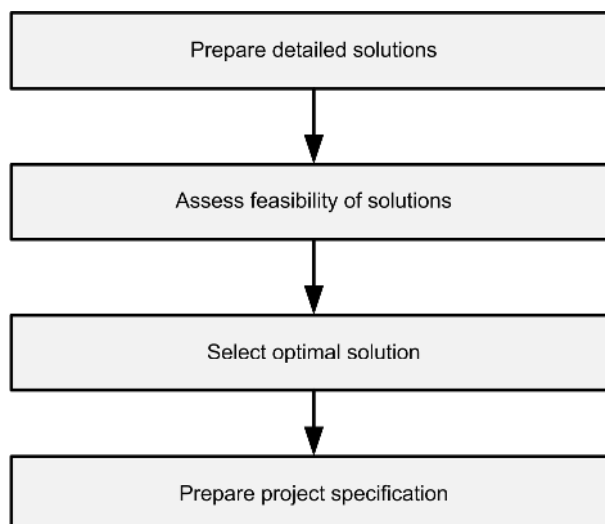 Prepare detailed solutions
Assess feasibility of solutions
Select optimal solution
Prepare project specification